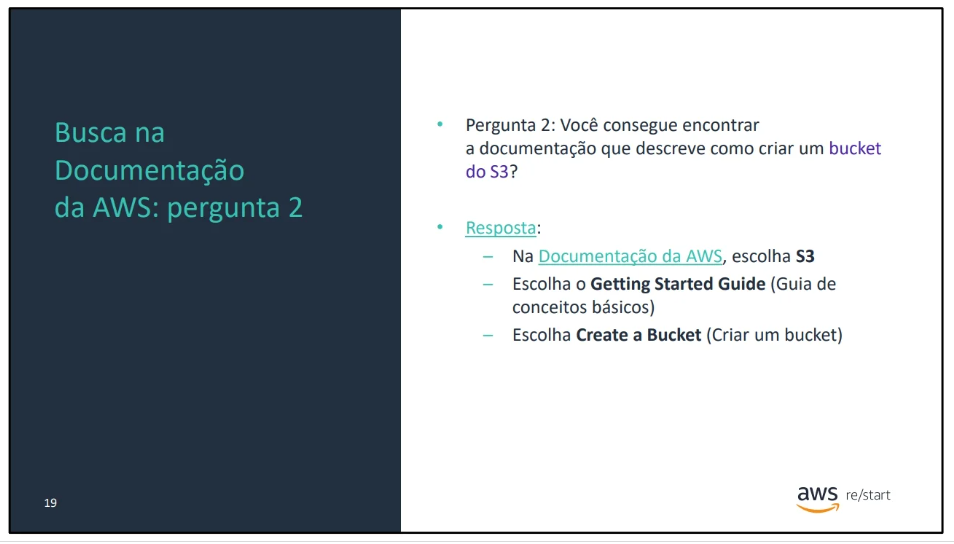 Busca na
Documentação
da AWS: pergunta 2
• Pergunta 2: Você consegue encontrar
a documentação que descreve como criar um bucket
do S3?
• Resposta:
– Na Documentação da AWS, escolha S3
– Escolha o Getting Started Guide (Guia de
conceitos básicos)
– Escolha Create a Bucket (Criar um bucket)
19
aws re/start